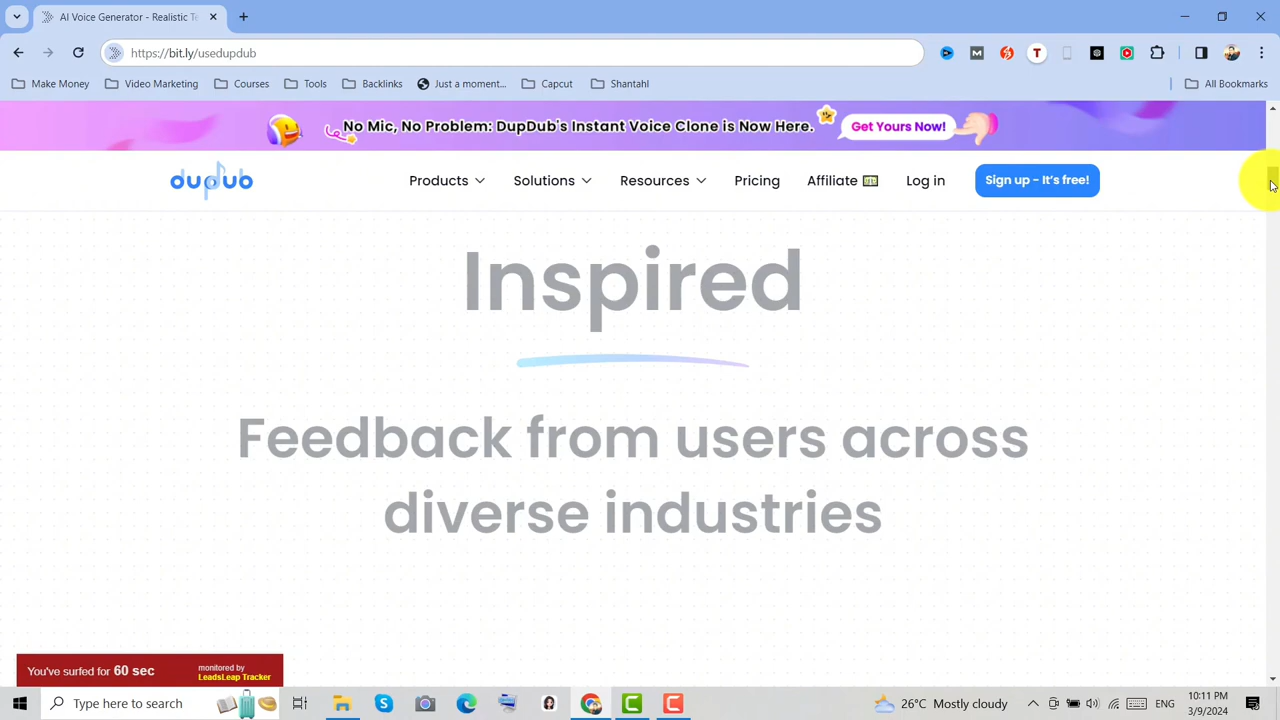 AI Voice Generator - Realistic Te
https://bit.ly/usedupdub
Make Money
Video Marketing
Courses
Tools
Backlinks
Just a moment...
Capcut
Shantahl
All Bookmarks
No Mic, No Problem: DupDub's Instant Voice Clone is Now Here.
Get Yours Now!
dupdub
Products
Solutions
Resources
Pricing
Affiliate
Log in
Sign up - It's free!
Inspired
Feedback from users across
diverse industries
You've surfed for 60 sec
monitored by
LeadsLeap Tracker
Type here to search
26°C Mostly cloudy
ENG
10:11 PM
3/9/2024